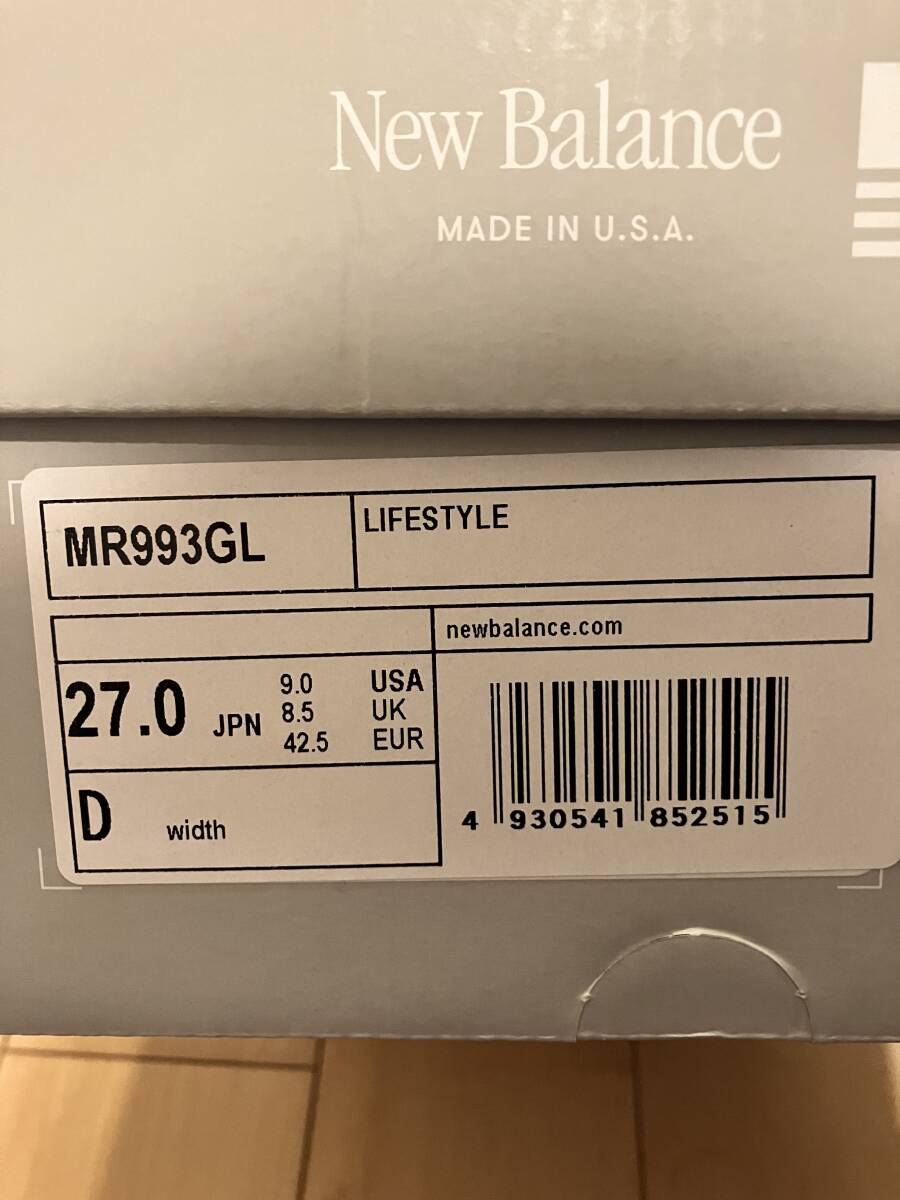 New Balance
MADE IN U.S.A.
MR993GL
LIFESTYLE
newbalance.com
27.0 JPN
9.0 USA
8.5 UK
42.5 EUR
D width
4 930541 852515